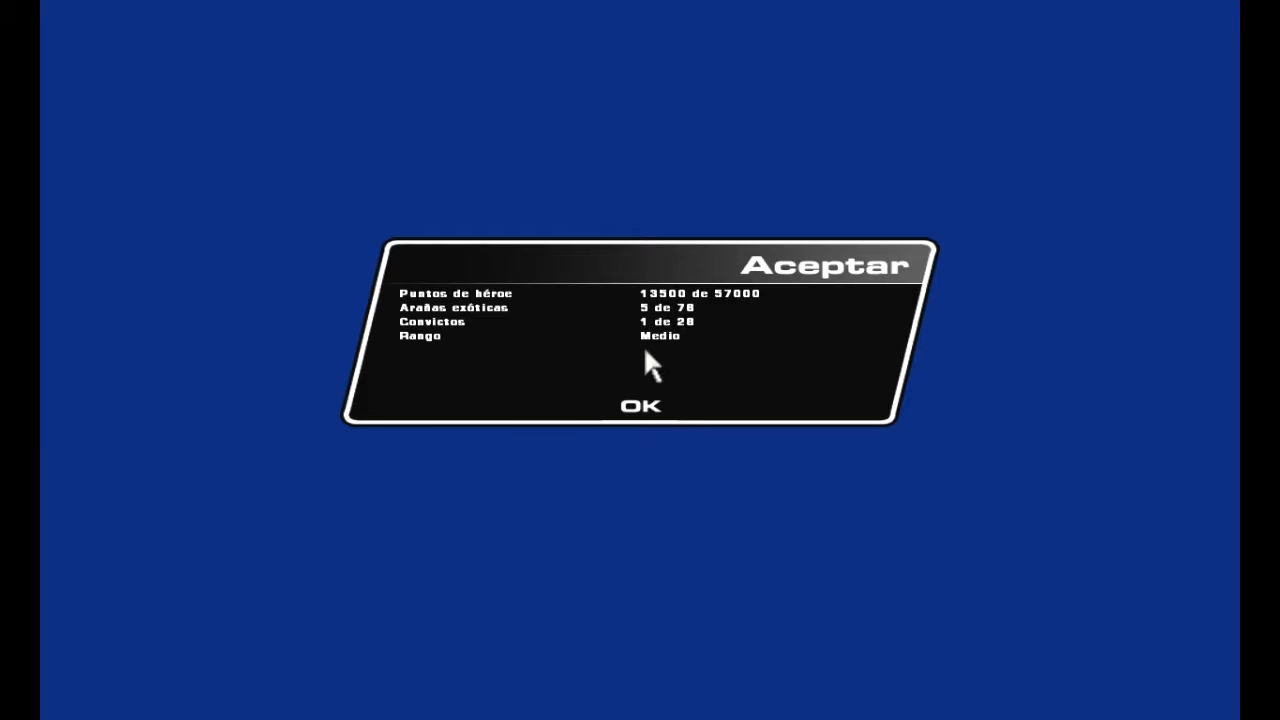 Aceptar
Puntos de héroe 13500 de 57000
Arañas exóticas 5 de 78
Convictos 1 de 28
Rango Medio
OK